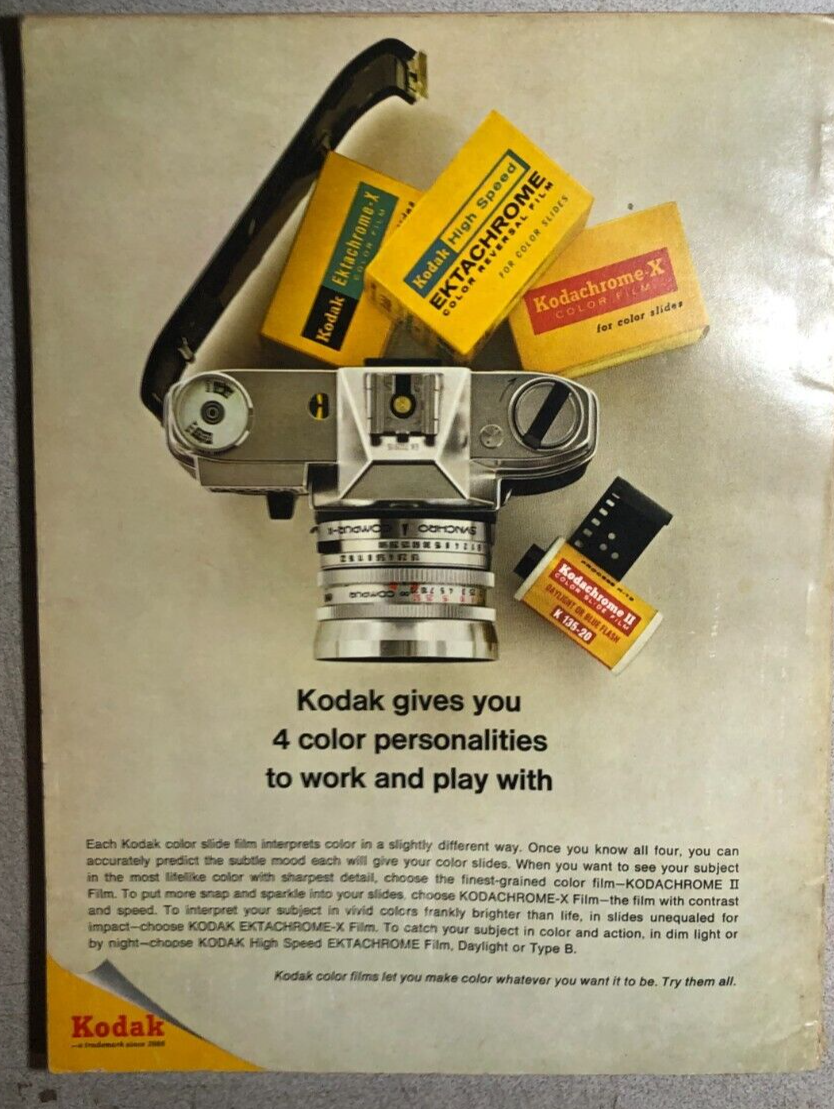 Kodak Ektachrome-X
COLOR FILM
Kodak High Speed
EKTACHROME
COLOR REVERSAL FILM
FOR COLOR SLIDES
Kodachrome-X
COLOR FILM
for color slides
SYNCHRO COMPUR-X
COMPUR
PROCESS K-12
Kodachrome II
COLOR SLIDE FILM
DAYLIGHT OR BLUE FLASH
K 135-20
Kodak gives you
4 color personalities
to work and play with
Each Kodak color slide film interprets color in a slightly different way. Once you know all four, you can
accurately predict the subtle mood each will give your color slides. When you want to see your subject
in the most lifelike color with sharpest detail, choose the finest-grained color film—KODACHROME II
Film. To put more snap and sparkle into your slides, choose KODACHROME-X Film—the film with contrast
and speed. To interpret your subject in vivid colors frankly brighter than life, in slides unequaled for
impact—choose KODAK EKTACHROME-X Film. To catch your subject in color and action, in dim light or
by night—choose KODAK High Speed EKTACHROME Film, Daylight or Type B.
Kodak color films let you make color whatever you want it to be. Try them all.
Kodak
—a trademark since 1888